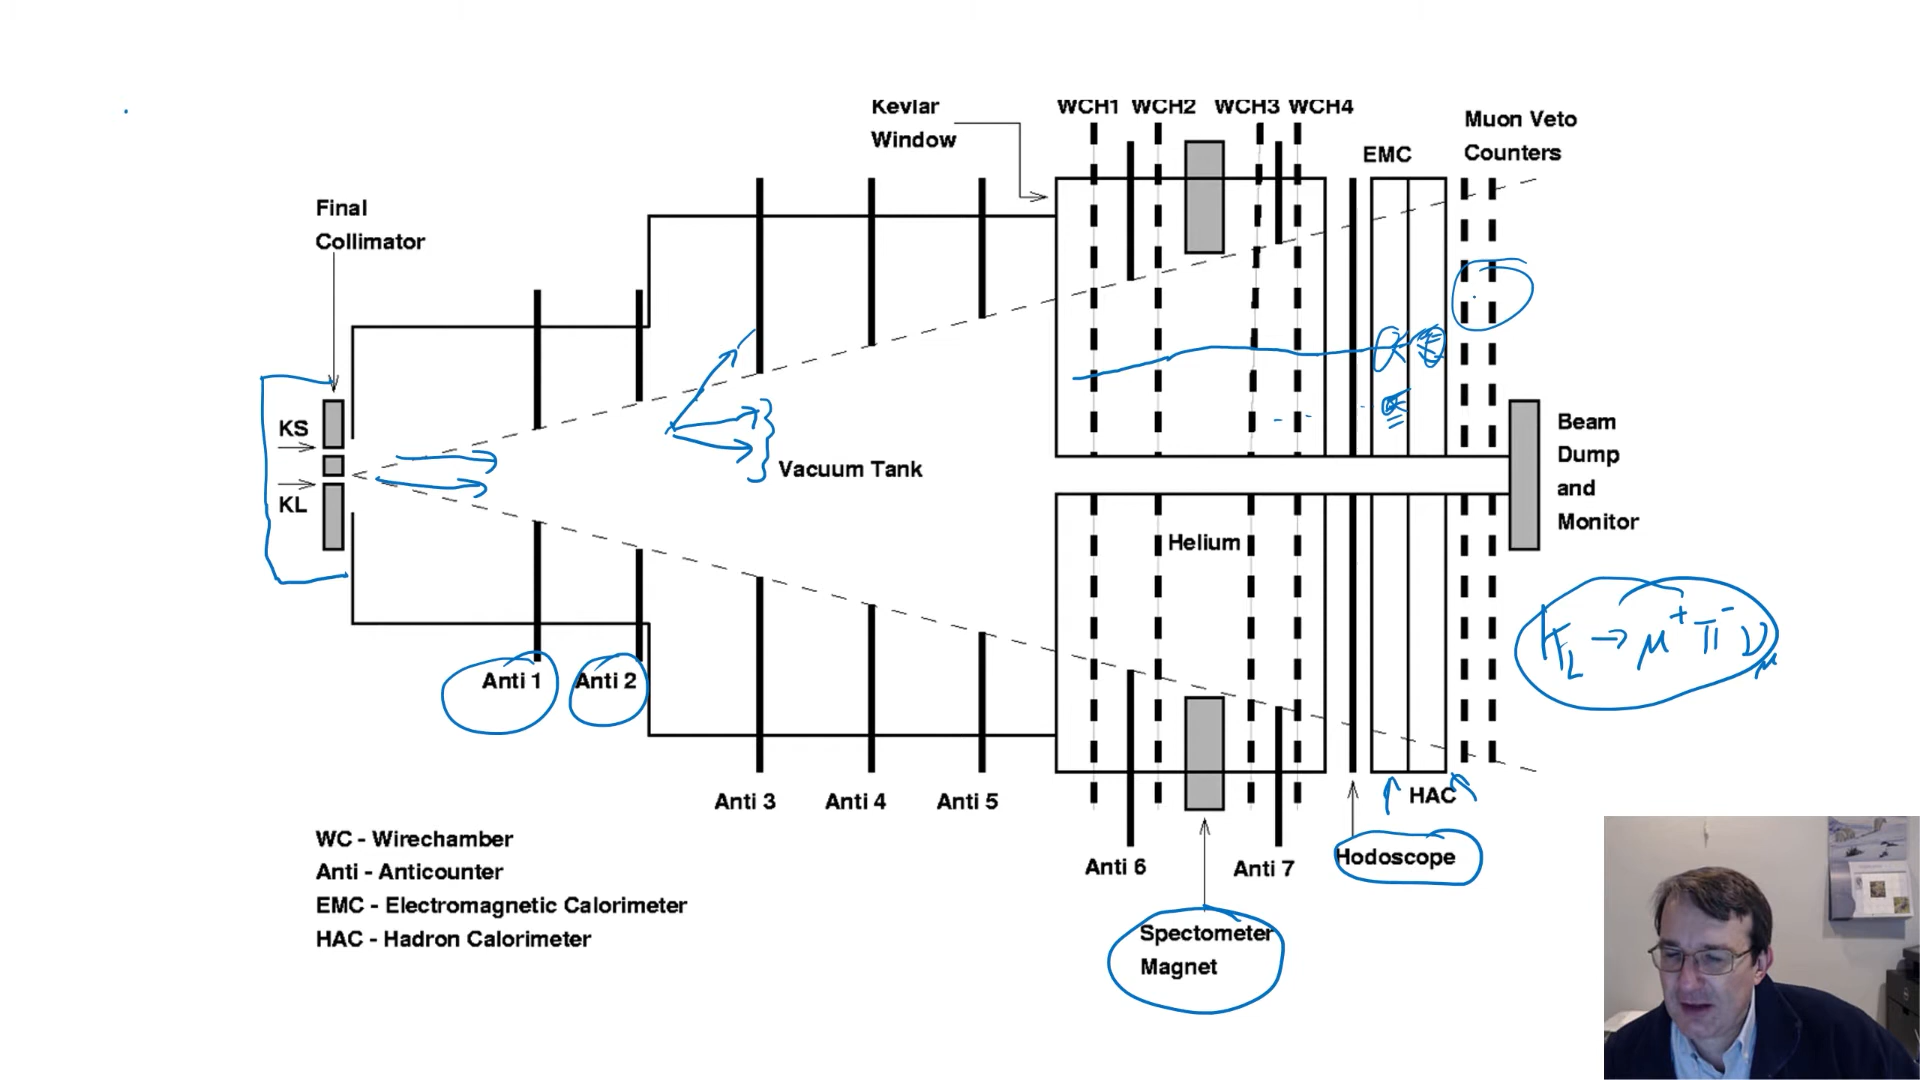 Kevlar
Window
WCH1 WCH2 WCH3 WCH4
Muon Veto
Counters
EMC
Final
Collimator
KS
KL
Vacuum Tank
Beam
Dump
and
Monitor
Helium
K_L → μ⁺ π⁻ ν_μ
Anti 1
Anti 2
Anti 3
Anti 4
Anti 5
HAC
Anti 6
Anti 7
Hodoscope
Spectometer
Magnet
WC - Wirechamber
Anti - Anticounter
EMC - Electromagnetic Calorimeter
HAC - Hadron Calorimeter